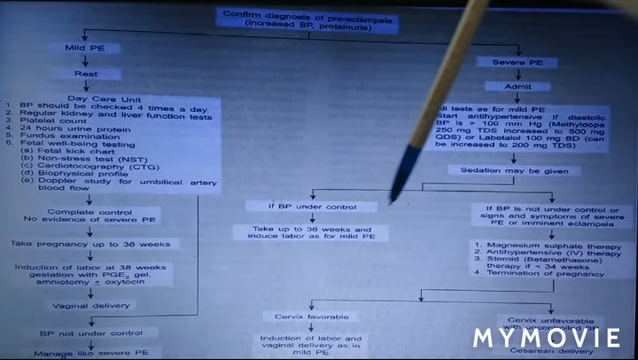 Confirm diagnosis of pre-eclampsia
(Increased BP, proteinuria)
Mild PE
Rest
Day Care Unit
1. BP should be checked 4 times a day.
2. Regular kidney and liver function tests
3. Platelet count
4. 24 hours urine protein
5. Fundus examination
6. Fetal well-being testing
(a) Fetal kick chart
(b) Non-stress test (NST)
(c) Cardiotocography (CTG)
(d) Biophysical profile
(e) Doppler study for umbilical artery
blood flow
Complete control
No evidence of severe PE
Take pregnancy up to 38 weeks
Induction of labor at 38 weeks
gestation with PGE₂ gel,
amniotomy ± oxytocin
Vaginal delivery
BP not under control
Manage like severe PE
Severe PE
Admit
All tests as for mild PE
Start antihypertensive if diastolic
BP is > 100 mm Hg (Methyldopa
250 mg TDS increased to 500 mg
QDS) or Labetalol 100 mg BD (can
be increased to 200 mg TDS)
Sedation may be given
If BP under control
Take up to 38 weeks and
induce labor as for mild PE
If BP is not under control or
signs and symptoms of severe
PE or imminent eclampsia
1. Magnesium sulphate therapy
2. Antihypertensive (IV) therapy
3. Steroid (Betamethasone)
therapy if < 34 weeks
4. Termination of pregnancy
Cervix favorable
Induction of labor and
vaginal delivery as in
mild PE
Cervix unfavorable
with uncontrolled BP
Cesarean delivery
MYMOVIE